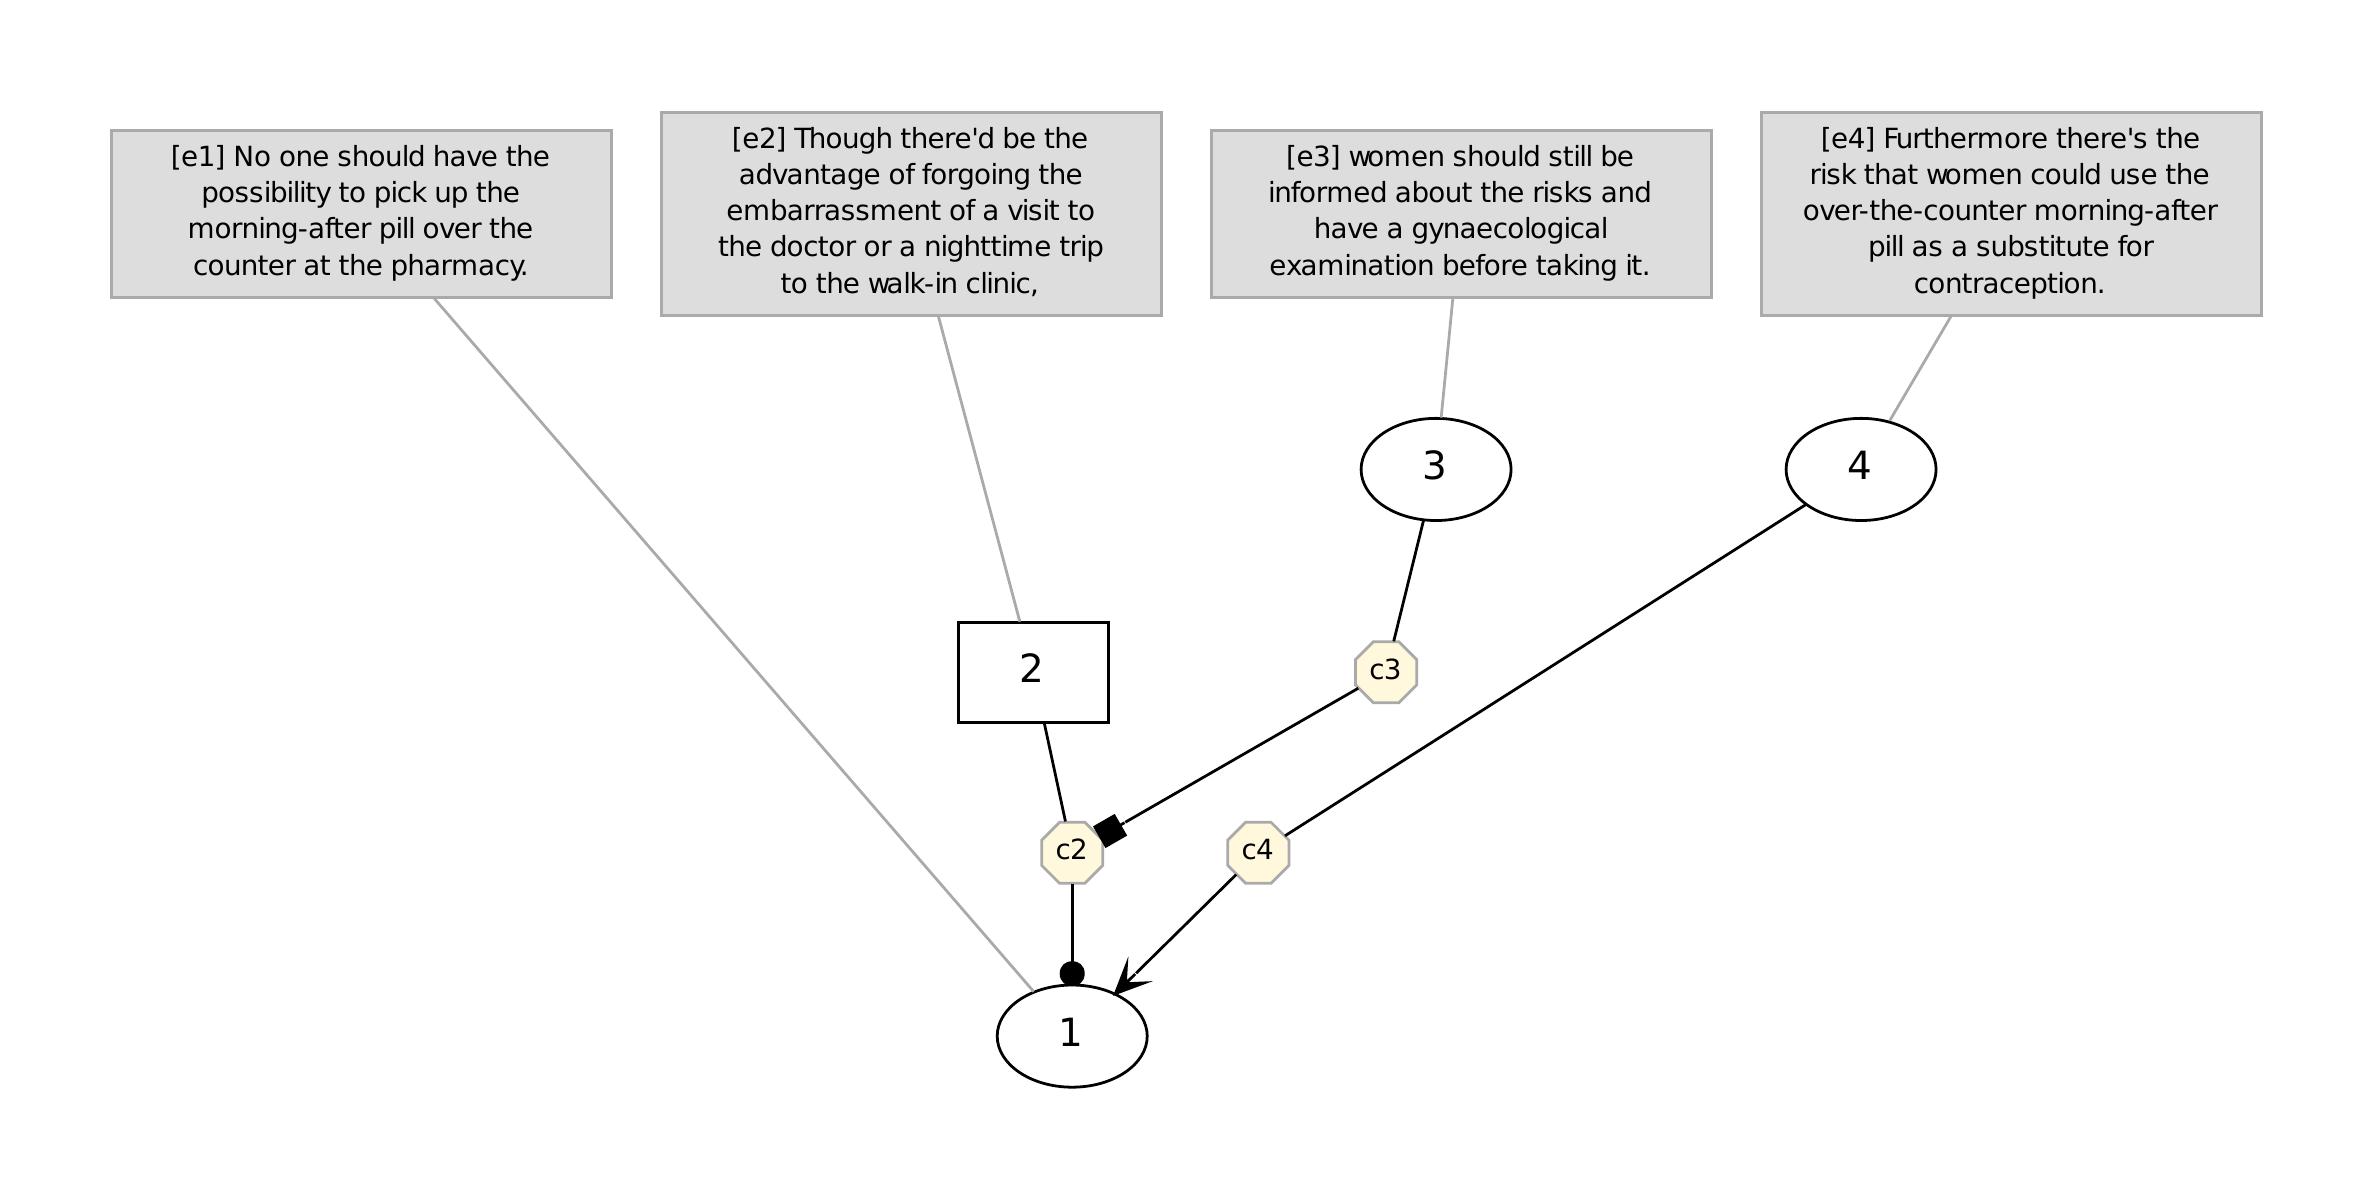 [e1] No one should have the
possibility to pick up the
morning-after pill over the
counter at the pharmacy.
[e2] Though there'd be the
advantage of forgoing the
embarrassment of a visit to
the doctor or a nighttime trip
to the walk-in clinic,
[e3] women should still be
informed about the risks and
have a gynaecological
examination before taking it.
[e4] Furthermore there's the
risk that women could use the
over-the-counter morning-after
pill as a substitute for
contraception.
3
4
2
c3
c2
c4
1